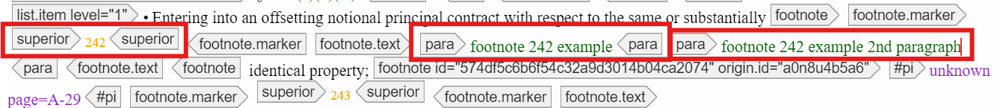 list.item level="1" • Entering into an offsetting notional principal contract with respect to the same or substantially footnote footnote.marker
superior 242 superior footnote.marker footnote.text para footnote 242 example para para footnote 242 example 2nd paragraph
para footnote.text footnote identical property; footnote id="574df5c6b6f54c32a9d3014b04ca2074" origin.id="a0n8u4b5a6" #pi unknown
page=A-29 #pi footnote.marker superior 243 superior footnote.marker footnote.text